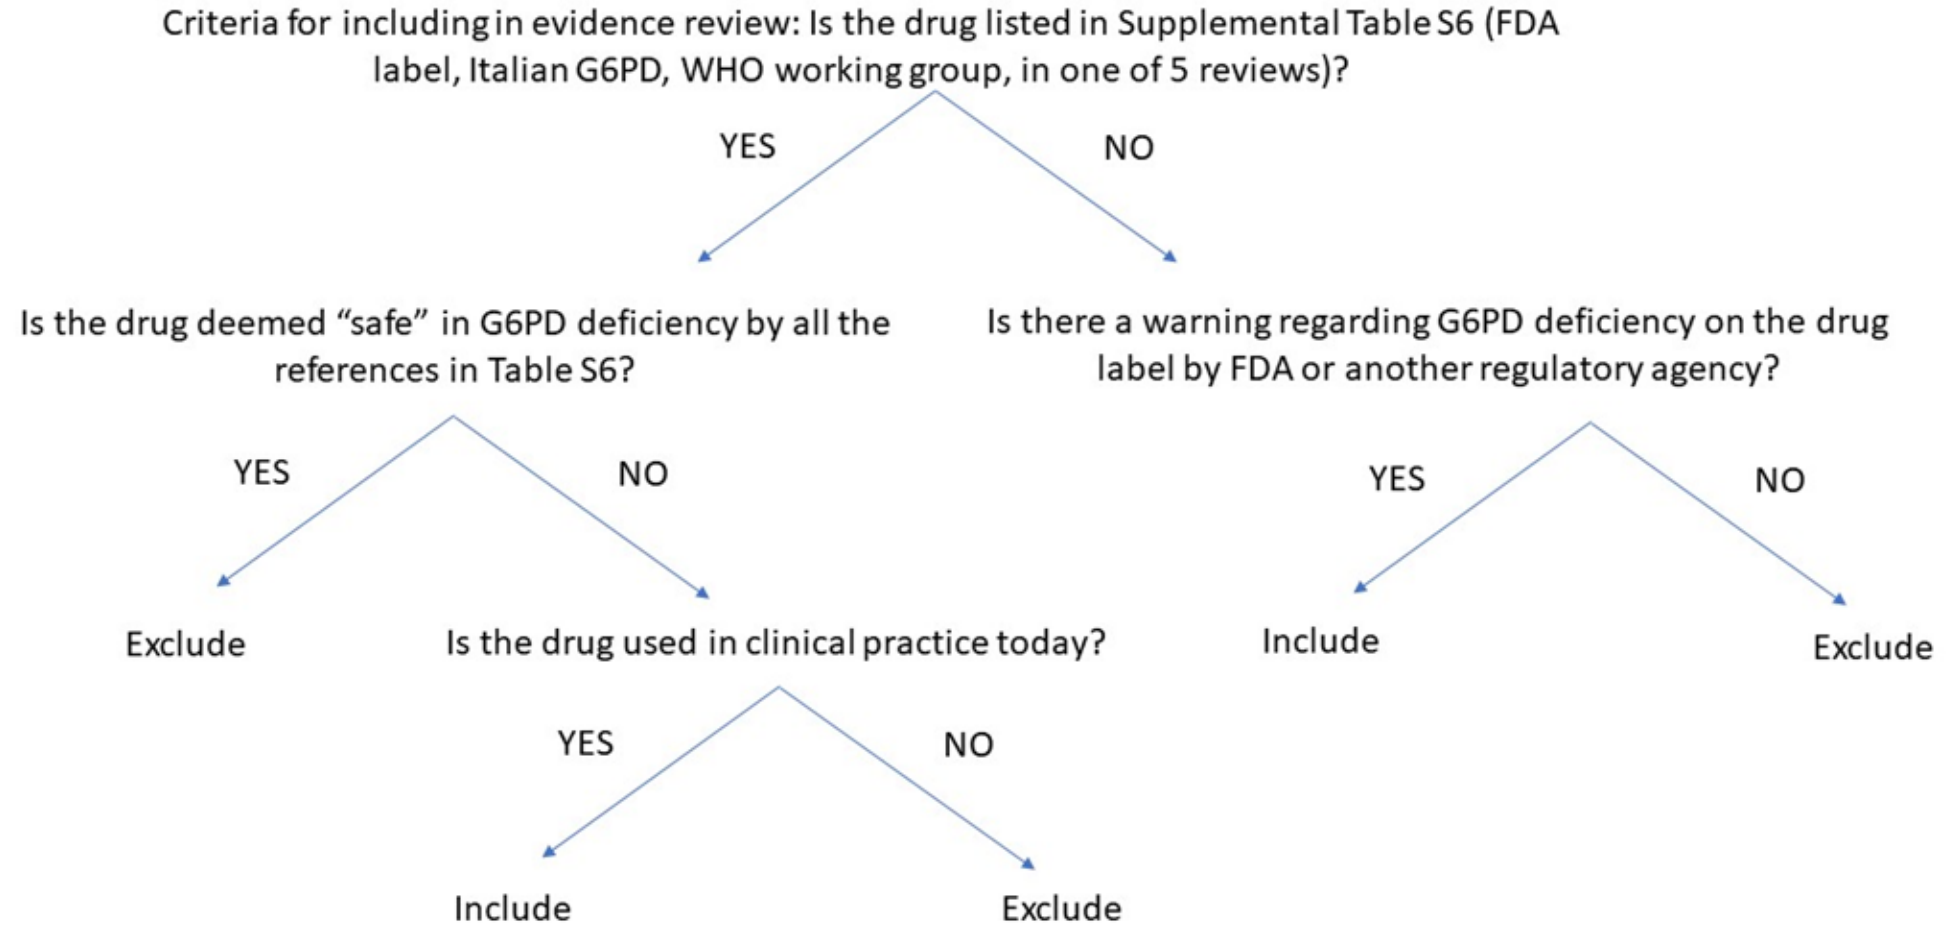 Criteria for including in evidence review: Is the drug listed in Supplemental Table S6 (FDA
label, Italian G6PD, WHO working group, in one of 5 reviews)?
YES
NO
Is the drug deemed “safe” in G6PD deficiency by all the
references in Table S6?
Is there a warning regarding G6PD deficiency on the drug
label by FDA or another regulatory agency?
YES
NO
YES
NO
Exclude
Is the drug used in clinical practice today?
Include
Exclude
YES
NO
Include
Exclude